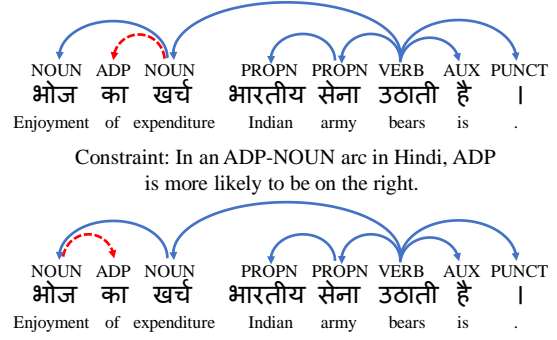 NOUN ADP NOUN PROPN PROPN VERB AUX PUNCT
भोज का खर्च भारतीय सेना उठाती है ।
Enjoyment of expenditure Indian army bears is .
Constraint: In an ADP-NOUN arc in Hindi, ADP
is more likely to be on the right.
NOUN ADP NOUN PROPN PROPN VERB AUX PUNCT
भोज का खर्च भारतीय सेना उठाती है ।
Enjoyment of expenditure Indian army bears is .